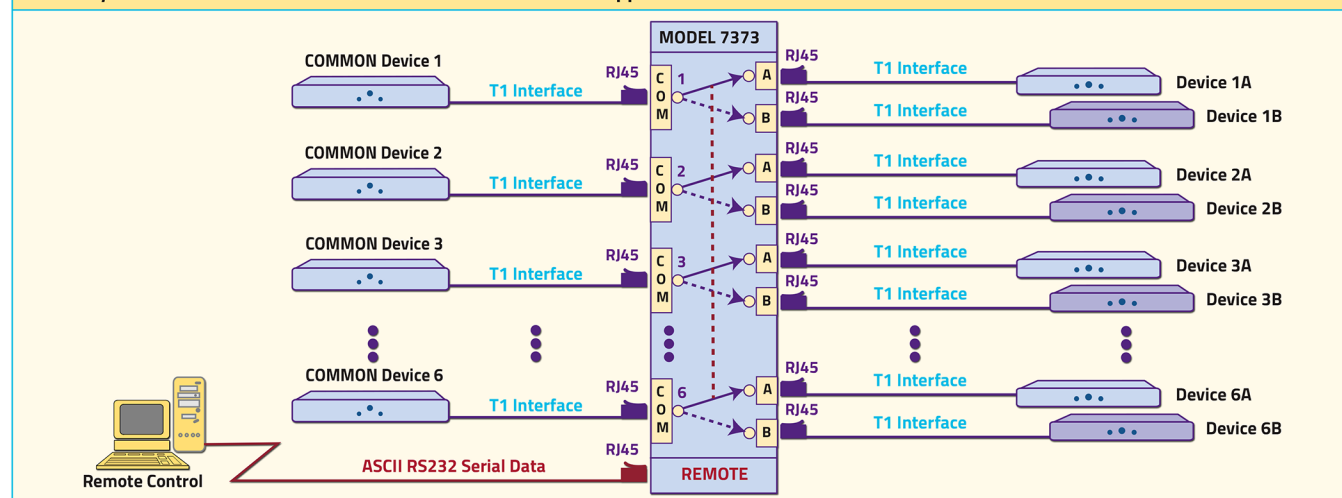 MODEL 7373
COMMON Device 1
RJ45
T1 Interface
C
O
M
1
A
B
RJ45
T1 Interface
Device 1A
RJ45
T1 Interface
Device 1B
COMMON Device 2
RJ45
T1 Interface
C
O
M
2
A
B
RJ45
T1 Interface
Device 2A
RJ45
T1 Interface
Device 2B
COMMON Device 3
RJ45
T1 Interface
C
O
M
3
A
B
RJ45
T1 Interface
Device 3A
RJ45
T1 Interface
Device 3B
COMMON Device 6
RJ45
T1 Interface
C
O
M
6
A
B
RJ45
T1 Interface
Device 6A
RJ45
T1 Interface
Device 6B
Remote Control
ASCII RS232 Serial Data
RJ45
REMOTE